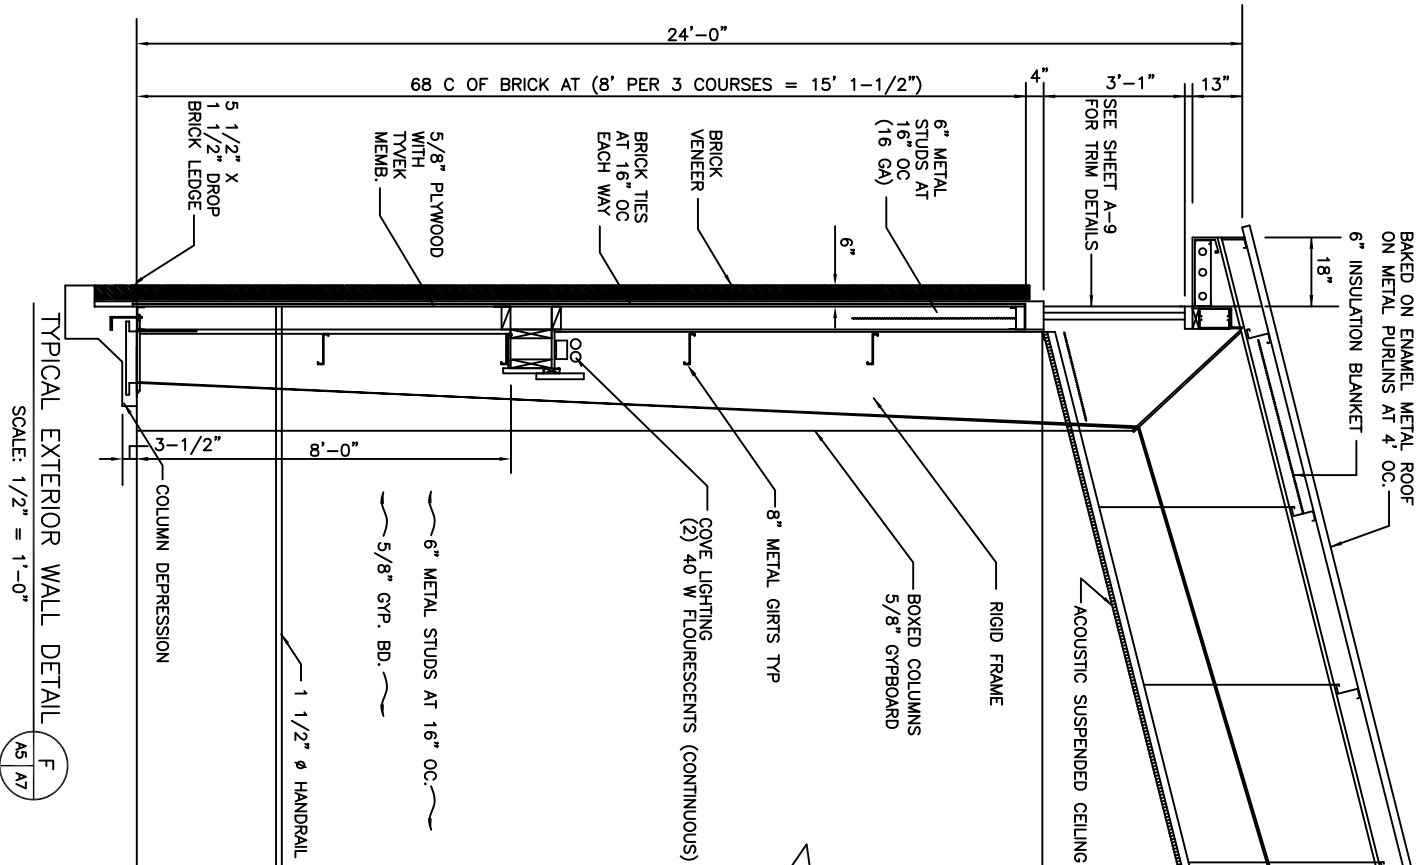 24'-0"
68 C OF BRICK AT (8' PER 3 COURSES = 15' 1-1/2")
4"
3'-1"
13"
BAKED ON ENAMEL METAL ROOF
ON METAL PURLINS AT 4' OC.
6" INSULATION BLANKET
18"
SEE SHEET A-9
FOR TRIM DETAILS
6" METAL
STUDS AT
16" OC
(16 GA)
6"
BRICK
VENEER
BRICK TIES
AT 16" OC
EACH WAY
5/8" PLYWOOD
WITH
TYVEK
MEMB.
5 1/2" X
1 1/2" DROP
BRICK LEDGE
3-1/2"
8'-0"
ACOUSTIC SUSPENDED CEILING
RIGID FRAME
BOXED COLUMNS
5/8" GYPBOARD
8" METAL GIRTS TYP
COVE LIGHTING
(2) 40 W FLOURESCENTS (CONTINUOUS)
6" METAL STUDS AT 16" OC.
5/8" GYP. BD.
1 1/2" ø HANDRAIL
COLUMN DEPRESSION
TYPICAL EXTERIOR WALL DETAIL
SCALE: 1/2" = 1'-0"
F
A5 A7